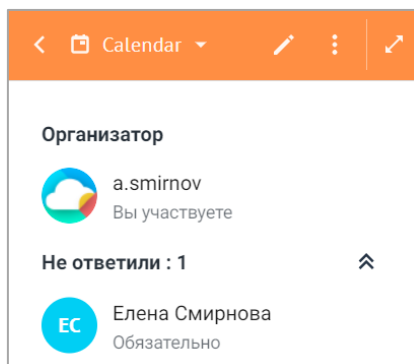 Calendar
Организатор
a.smirnov
Вы участвуете
Не ответили : 1
ЕС
Елена Смирнова
Обязательно